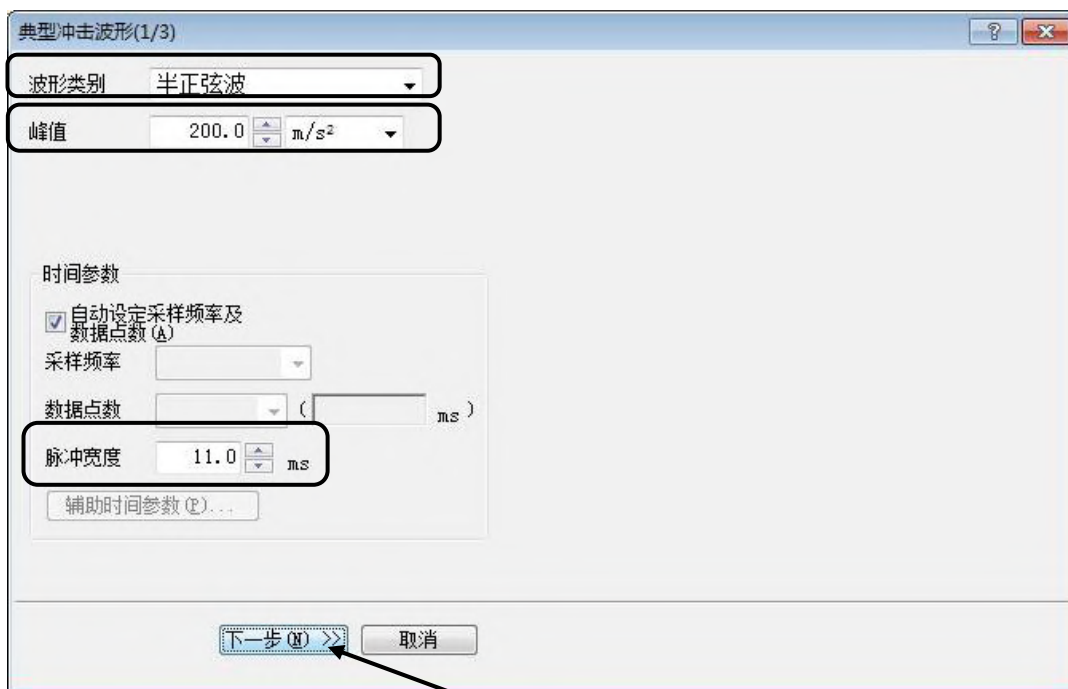 典型冲击波形(1/3)
波形类别 半正弦波
峰值 200.0 m/s²
时间参数
自动设定采样频率及
数据点数(A)
采样频率
数据点数 ( ms )
脉冲宽度 11.0 ms
辅助时间参数(P)...
下一步(N) >> 取消